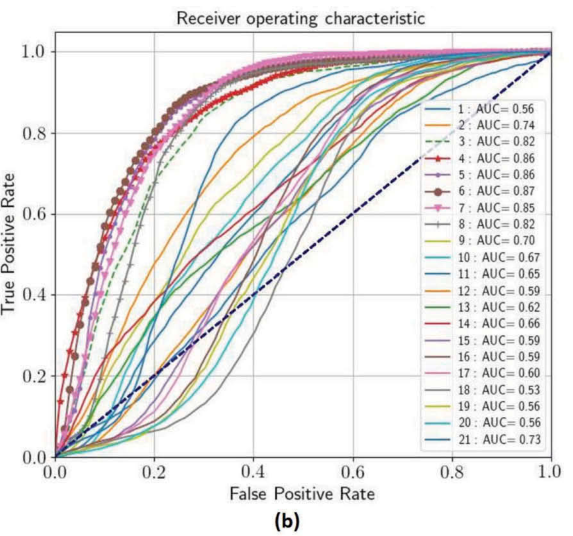 Receiver operating characteristic
1.0
0.8
0.6
0.4
0.2
0.0
True Positive Rate
1 : AUC= 0.56
2 : AUC= 0.74
3 : AUC= 0.82
4 : AUC= 0.86
5 : AUC= 0.86
6 : AUC= 0.87
7 : AUC= 0.85
8 : AUC= 0.82
9 : AUC= 0.70
10 : AUC= 0.67
11 : AUC= 0.65
12 : AUC= 0.59
13 : AUC= 0.62
14 : AUC= 0.66
15 : AUC= 0.59
16 : AUC= 0.59
17 : AUC= 0.60
18 : AUC= 0.53
19 : AUC= 0.56
20 : AUC= 0.56
21 : AUC= 0.73
0.0 0.2 0.4 0.6 0.8 1.0
False Positive Rate
(b)